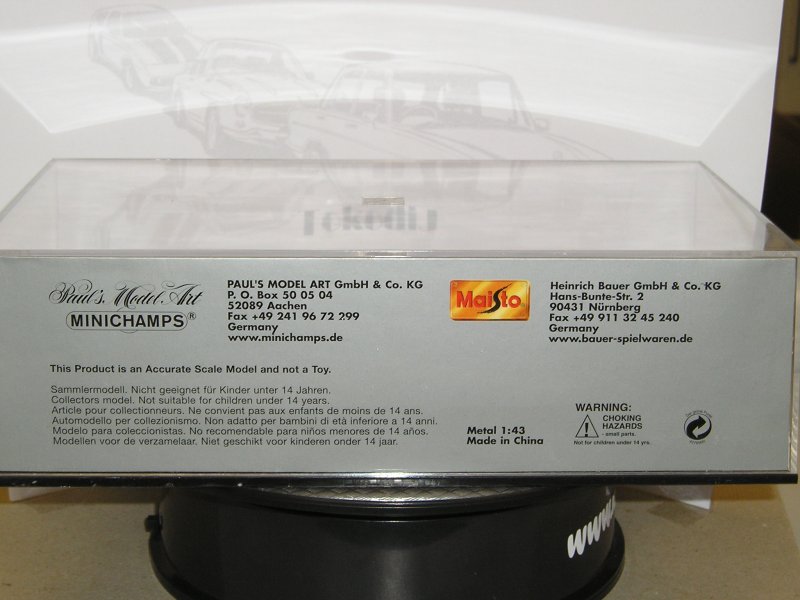 Paul's Model Art
MINICHAMPS®
PAUL'S MODEL ART GmbH & Co. KG
P. O. Box 50 05 04
52089 Aachen
Fax +49 241 96 72 299
Germany
www.minichamps.de
Maisto
Heinrich Bauer GmbH & Co. KG
Hans-Bunte-Str. 2
90431 Nürnberg
Fax +49 911 32 45 240
Germany
www.bauer-spielwaren.de
This Product is an Accurate Scale Model and not a Toy.
Sammlermodell. Nicht geeignet für Kinder unter 14 Jahren.
Collectors model. Not suitable for children under 14 years.
Article pour collectionneurs. Ne convient pas aux enfants de moins de 14 ans.
Automodello per collezionismo. Non adatto per bambini di età inferiore a 14 anni.
Modelo para coleccionistas. No recomendable para niños menores de 14 años.
Modellen voor de verzamelaar. Niet geschikt voor kinderen onder 14 jaar.
Metal 1:43
Made in China
WARNING:
CHOKING
HAZARDS
- small parts.
Not for children under 14 yrs.
Der Grüne Punkt
www.